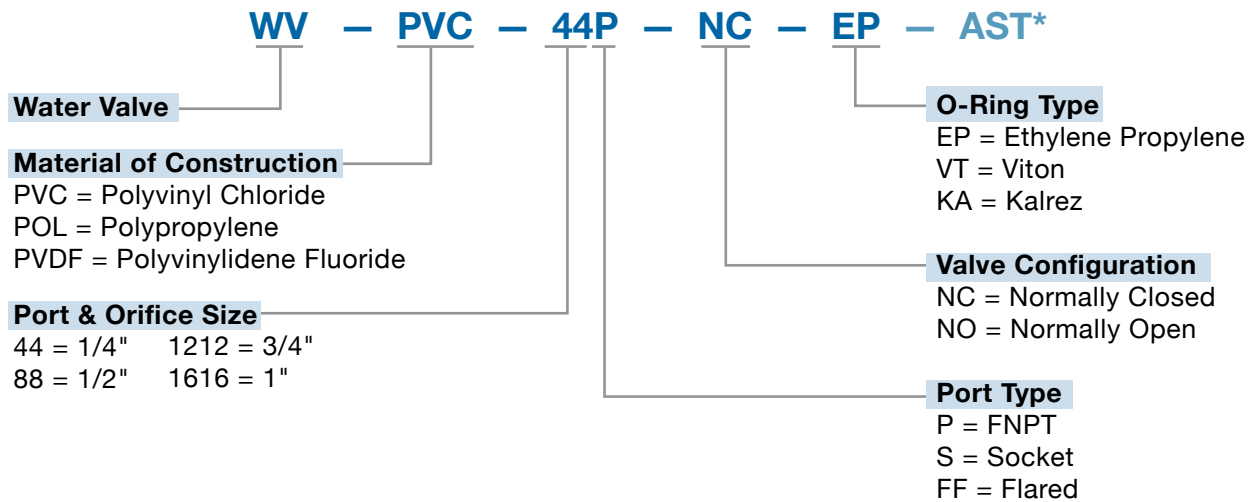 WV — PVC — 44P — NC — EP — AST*
Water Valve
Material of Construction
PVC = Polyvinyl Chloride
POL = Polypropylene
PVDF = Polyvinylidene Fluoride
Port & Orifice Size
44 = 1/4" 1212 = 3/4"
88 = 1/2" 1616 = 1"
O-Ring Type
EP = Ethylene Propylene
VT = Viton
KA = Kalrez
Valve Configuration
NC = Normally Closed
NO = Normally Open
Port Type
P = FNPT
S = Socket
FF = Flared